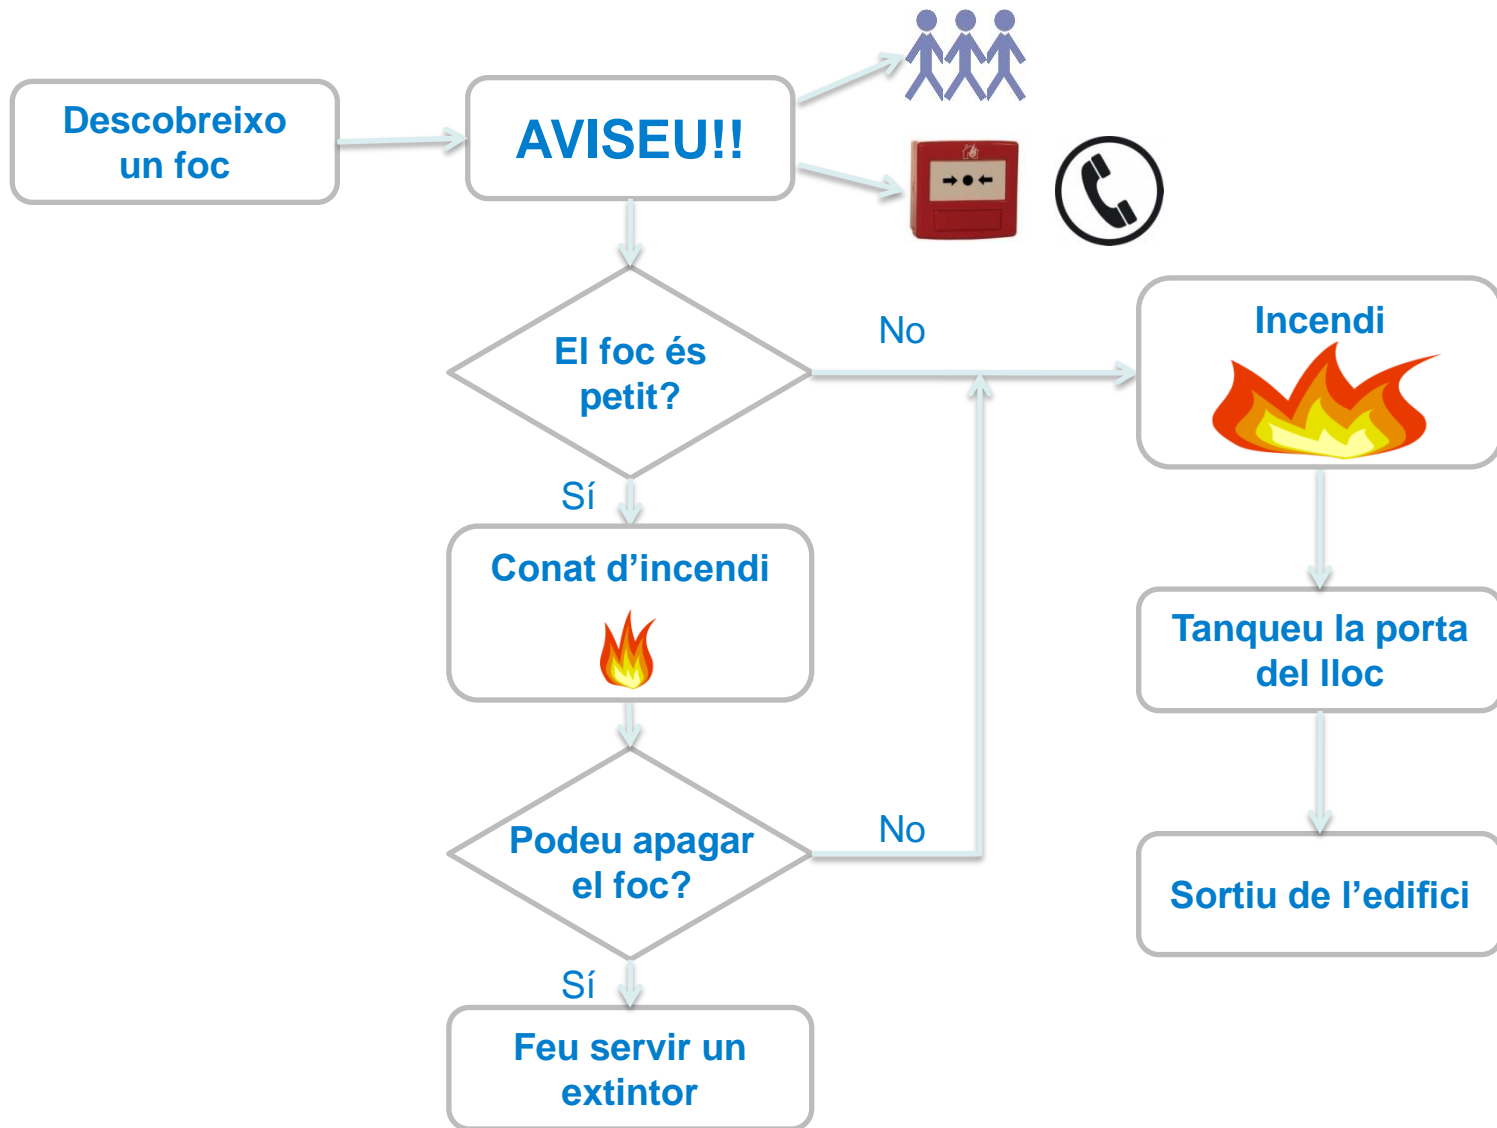 Descobreixo
un foc
AVISEU!!
El foc és
petit?
No
Incendi
Sí
Conat d’incendi
Tanqueu la porta
del lloc
Podeu apagar
el foc?
No
Sortiu de l’edifici
Sí
Feu servir un
extintor